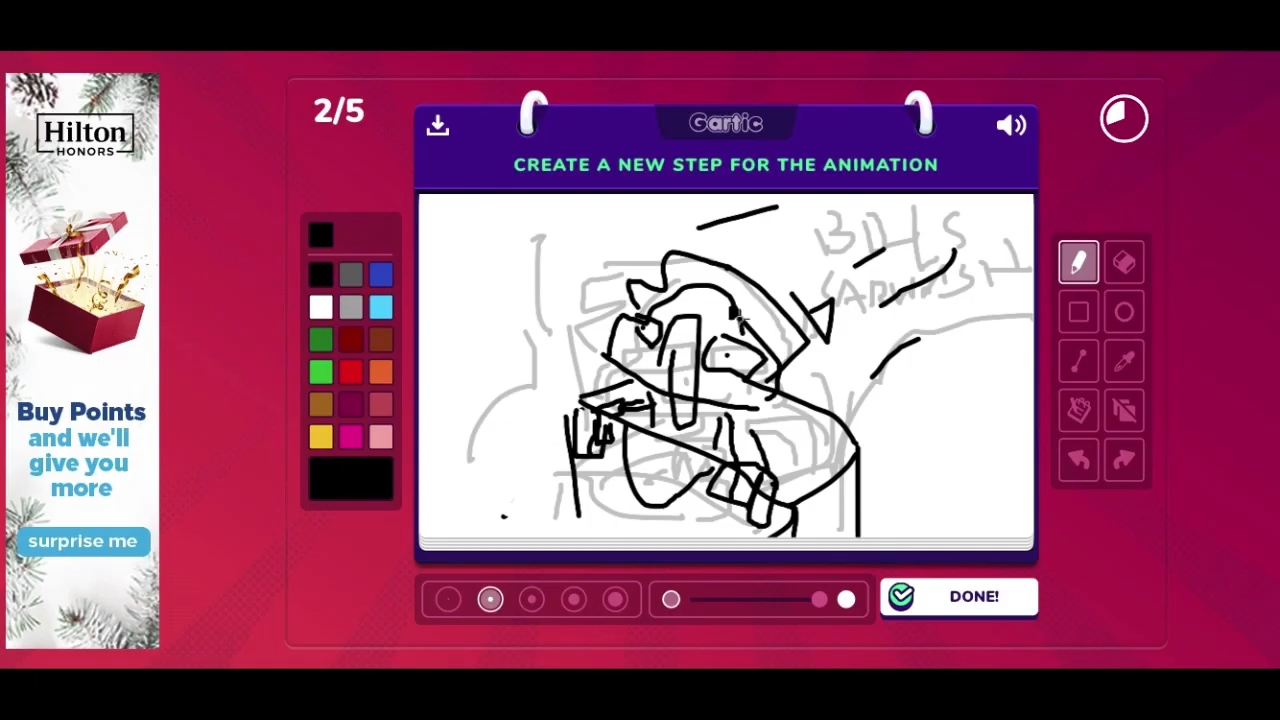 2/5
Gartic
CREATE A NEW STEP FOR THE ANIMATION
Hilton
HONORS
Buy Points
and we'll
give you
more
surprise me
DONE!